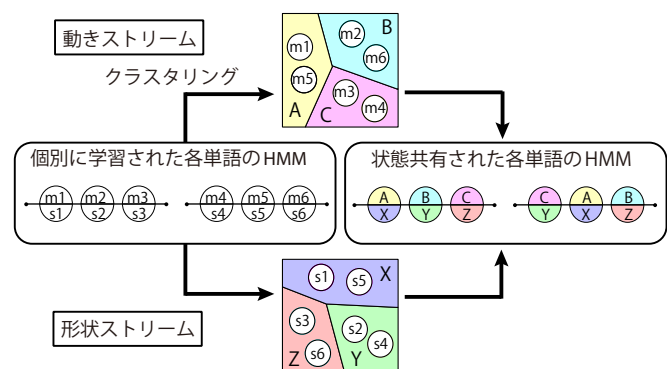 動きストリーム
クラスタリング
m1
m5
A
m2
m6
B
m3
m4
C
個別に学習された各単語のHMM
m1 m2 m3 m4 m5 m6
s1 s2 s3 s4 s5 s6
状態共有された各単語のHMM
A B C C A B
X Y Z Y X Z
形状ストリーム
s1 s5 X
s3
s6
Z
s2
s4
Y